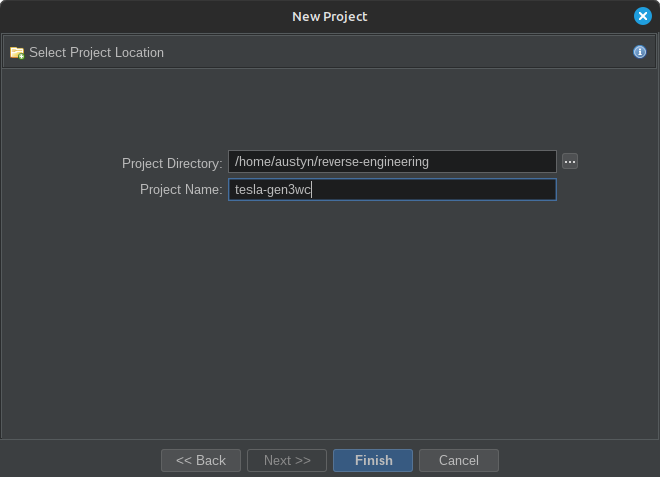 New Project
Select Project Location
Project Directory: /home/austyn/reverse-engineering ...
Project Name: tesla-gen3wc
<< Back Next >> Finish Cancel